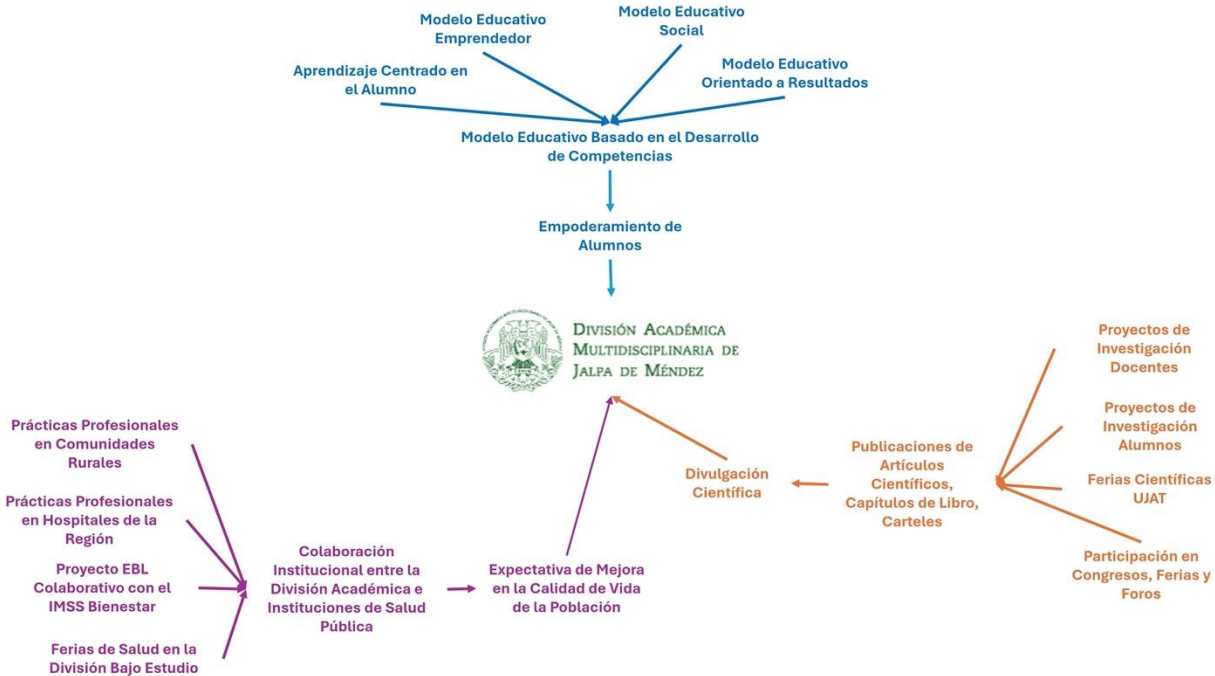 Modelo Educativo
Emprendedor
Modelo Educativo
Social
Aprendizaje Centrado en
el Alumno
Modelo Educativo
Orientado a Resultados
Modelo Educativo Basado en el Desarrollo
de Competencias
Empoderamiento de
Alumnos
División Académica
Multidisciplinaria de
Jalpa de Méndez
Prácticas Profesionales
en Comunidades
Rurales
Prácticas Profesionales
en Hospitales de la
Región
Proyecto EBL
Colaborativo con el
IMSS Bienestar
Ferias de Salud en la
División Bajo Estudio
Colaboración
Institucional entre la
División Académica e
Instituciones de Salud
Pública
Expectativa de Mejora
en la Calidad de Vida
de la Población
Divulgación
Científica
Publicaciones de
Artículos
Científicos,
Capítulos de Libro,
Carteles
Proyectos de
Investigación
Docentes
Proyectos de
Investigación
Alumnos
Ferias Científicas
UJAT
Participación en
Congresos, Ferias y
Foros